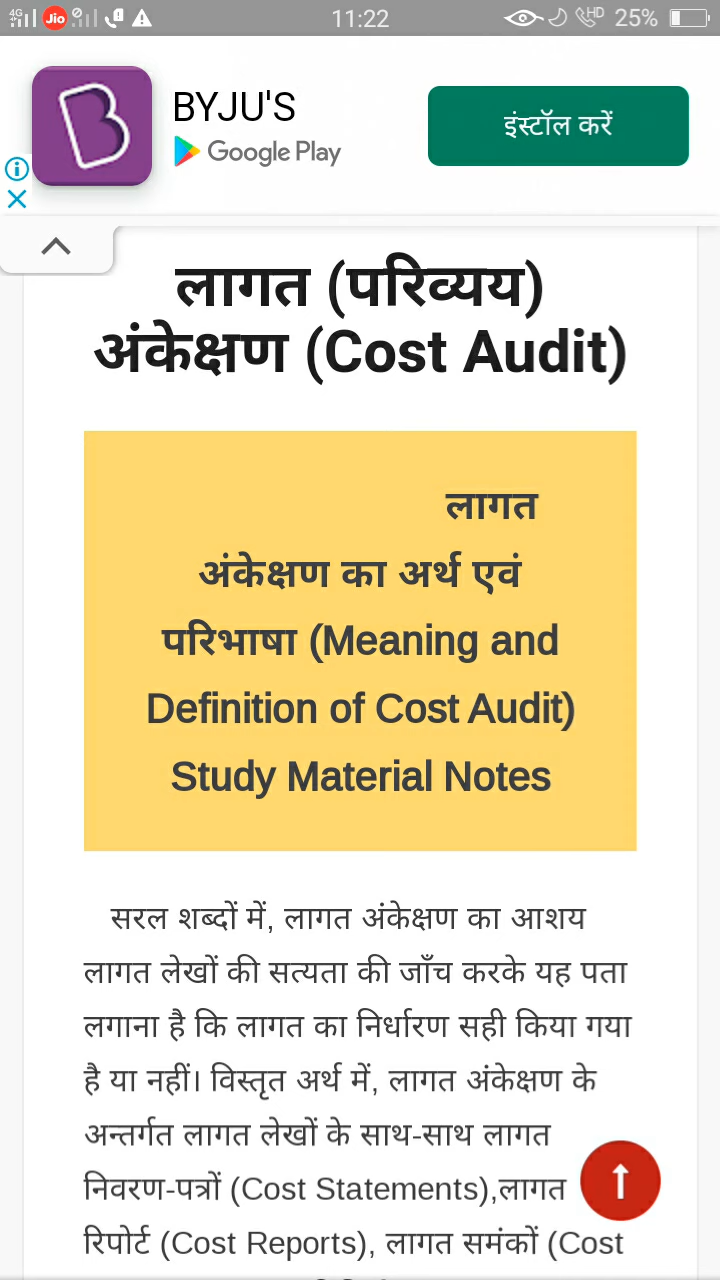 4G
Jio
11:22
HD
25%
BYJU'S
Google Play
इंस्टॉल करें
लागत (परिव्यय)
अंकेक्षण (Cost Audit)
लागत
अंकेक्षण का अर्थ एवं
परिभाषा (Meaning and
Definition of Cost Audit)
Study Material Notes
सरल शब्दों में, लागत अंकेक्षण का आशय
लागत लेखों की सत्यता की जाँच करके यह पता
लगाना है कि लागत का निर्धारण सही किया गया
है या नहीं। विस्तृत अर्थ में, लागत अंकेक्षण के
अन्तर्गत लागत लेखों के साथ-साथ लागत
निवरण-पत्रों (Cost Statements),लागत
रिपोर्ट (Cost Reports), लागत समंकों (Cost